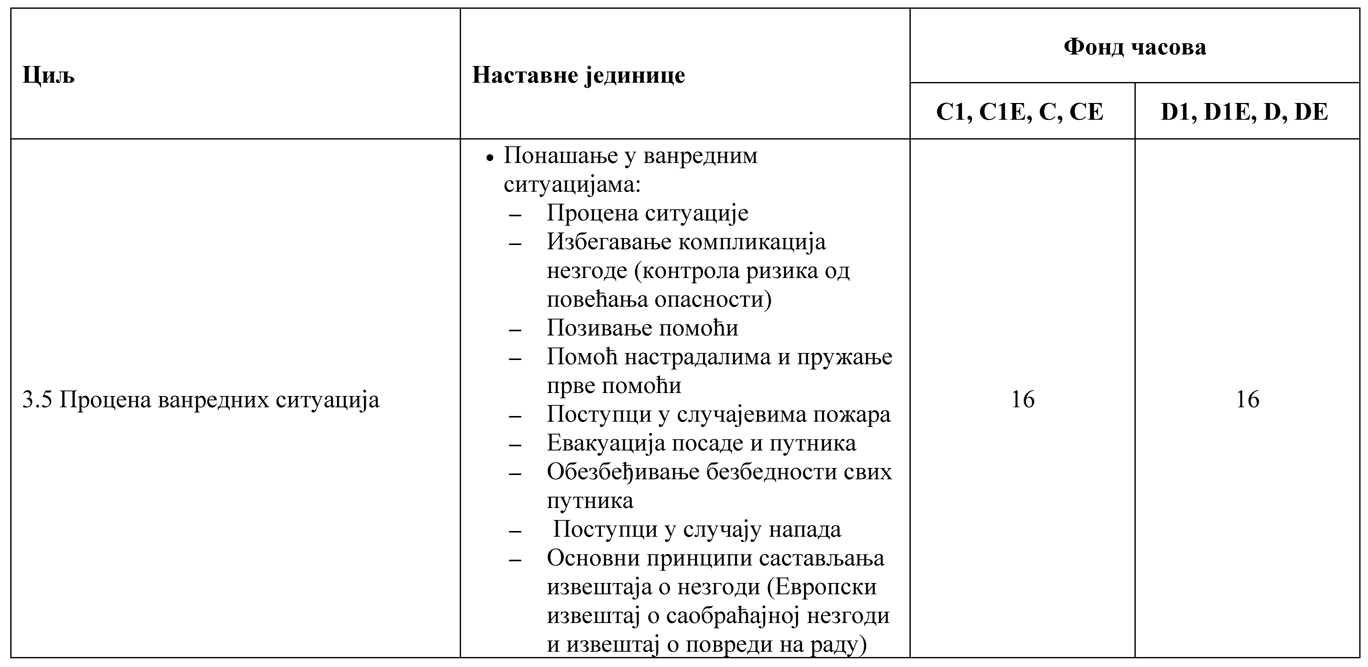 Циљ
Наставне јединице
Фонд часова
C1, C1E, C, CE
D1, D1E, D, DE
3.5 Процена ванредних ситуација
• Понашање у ванредним
ситуацијама:
– Процена ситуације
– Избегавање компликација
незгоде (контрола ризика од
повећања опасности)
– Позивање помоћи
– Помоћ настрадалима и пружање
прве помоћи
– Поступци у случајевима пожара
– Евакуација посаде и путника
– Обезбеђивање безбедности свих
путника
– Поступци у случају напада
– Основни принципи састављања
извештаја о незгоди (Европски
извештај о саобраћајној незгоди
и извештај о повреди на раду)
16
16